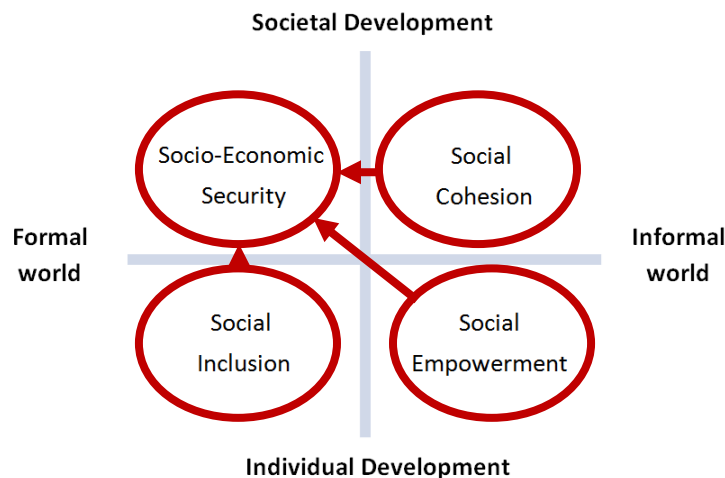 Societal Development
Socio-Economic
Security
Social
Cohesion
Formal
world
Informal
world
Social
Inclusion
Social
Empowerment
Individual Development